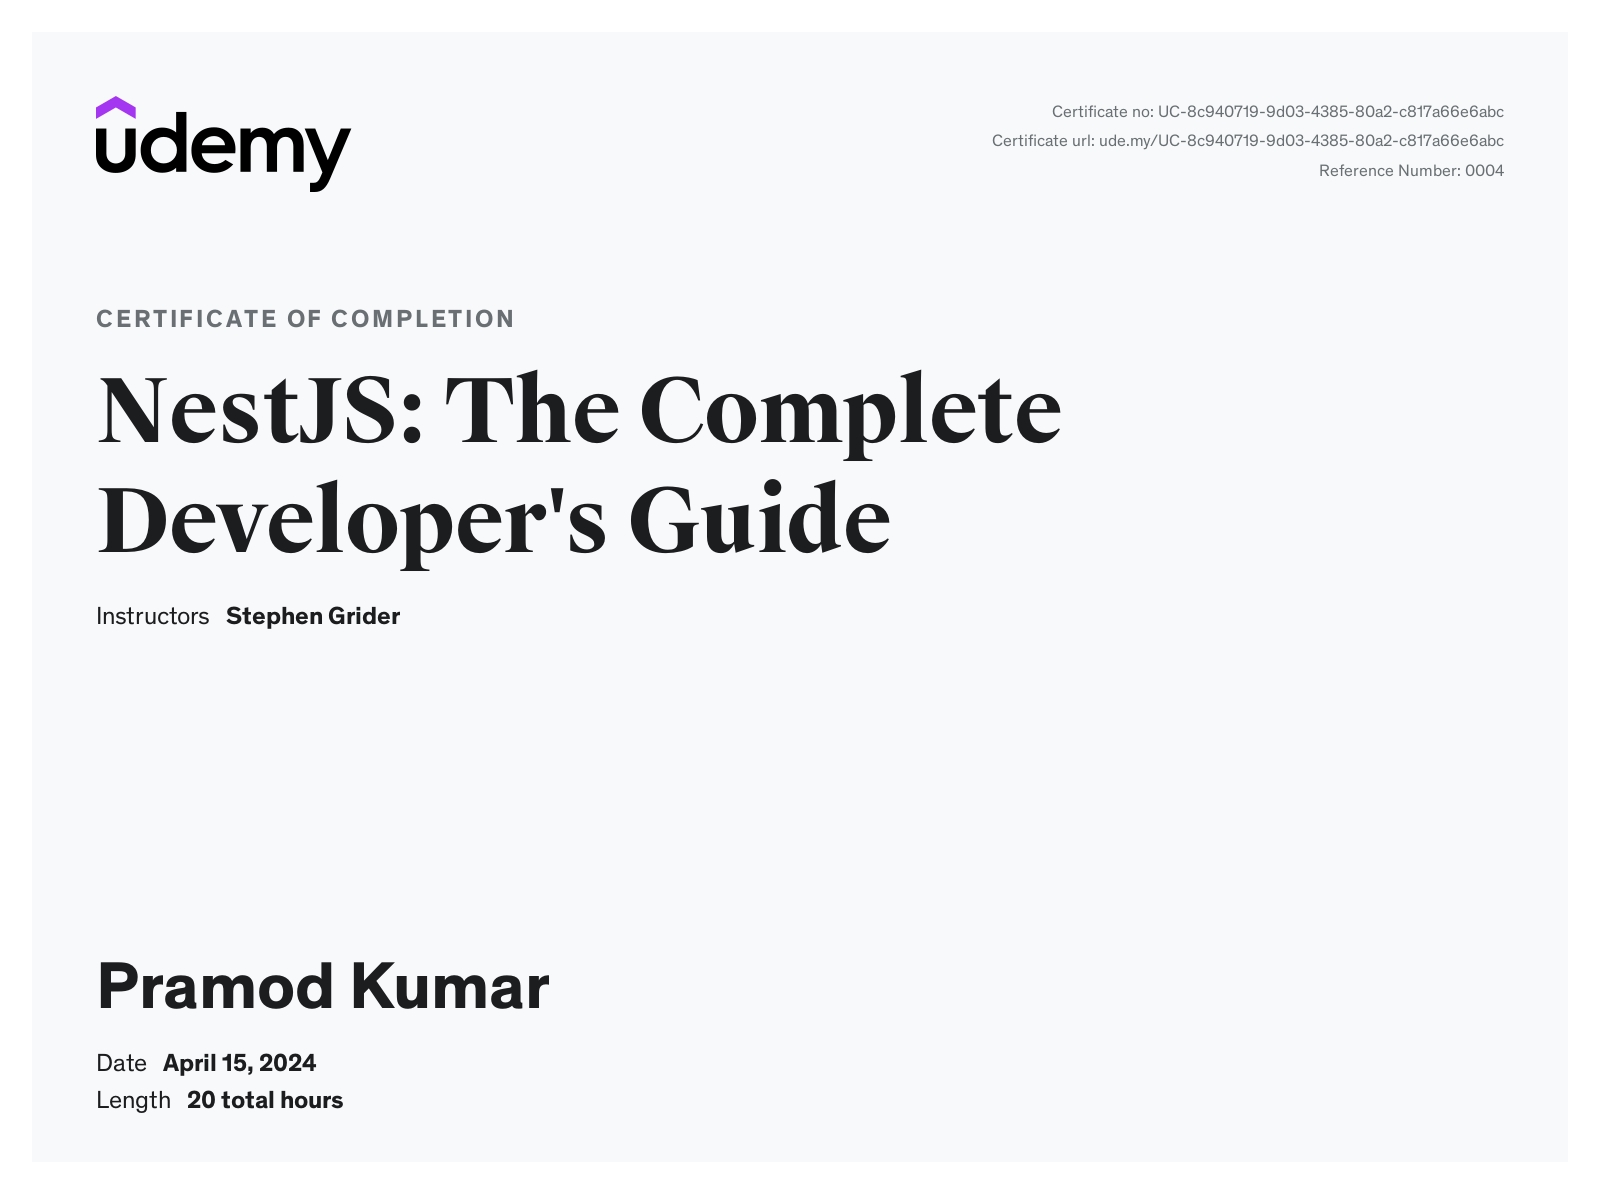 udemy
Certificate no: UC-8c940719-9d03-4385-80a2-c817a66e6abc
Certificate url: ude.my/UC-8c940719-9d03-4385-80a2-c817a66e6abc
Reference Number: 0004
CERTIFICATE OF COMPLETION
NestJS: The Complete
Developer's Guide
Instructors Stephen Grider
Pramod Kumar
Date April 15, 2024
Length 20 total hours